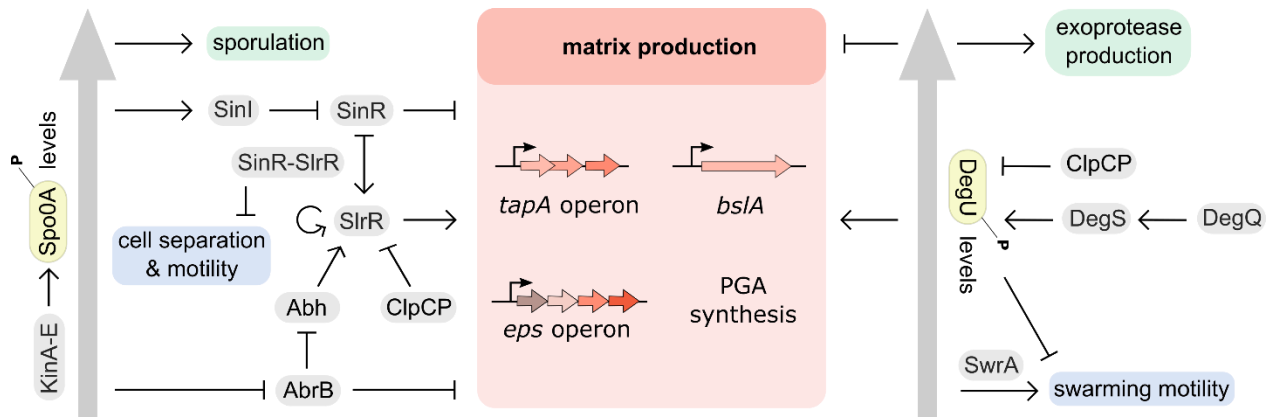 sporulation
SinI
SinR
SinR-SlrR
SlrR
cell separation
& motility
Abh
ClpCP
AbrB
P
Spo0A levels
KinA-E
matrix production
tapA operon
bslA
eps operon
PGA
synthesis
exoprotease
production
DegU levels
P
ClpCP
DegS
DegQ
SwrA
swarming motility